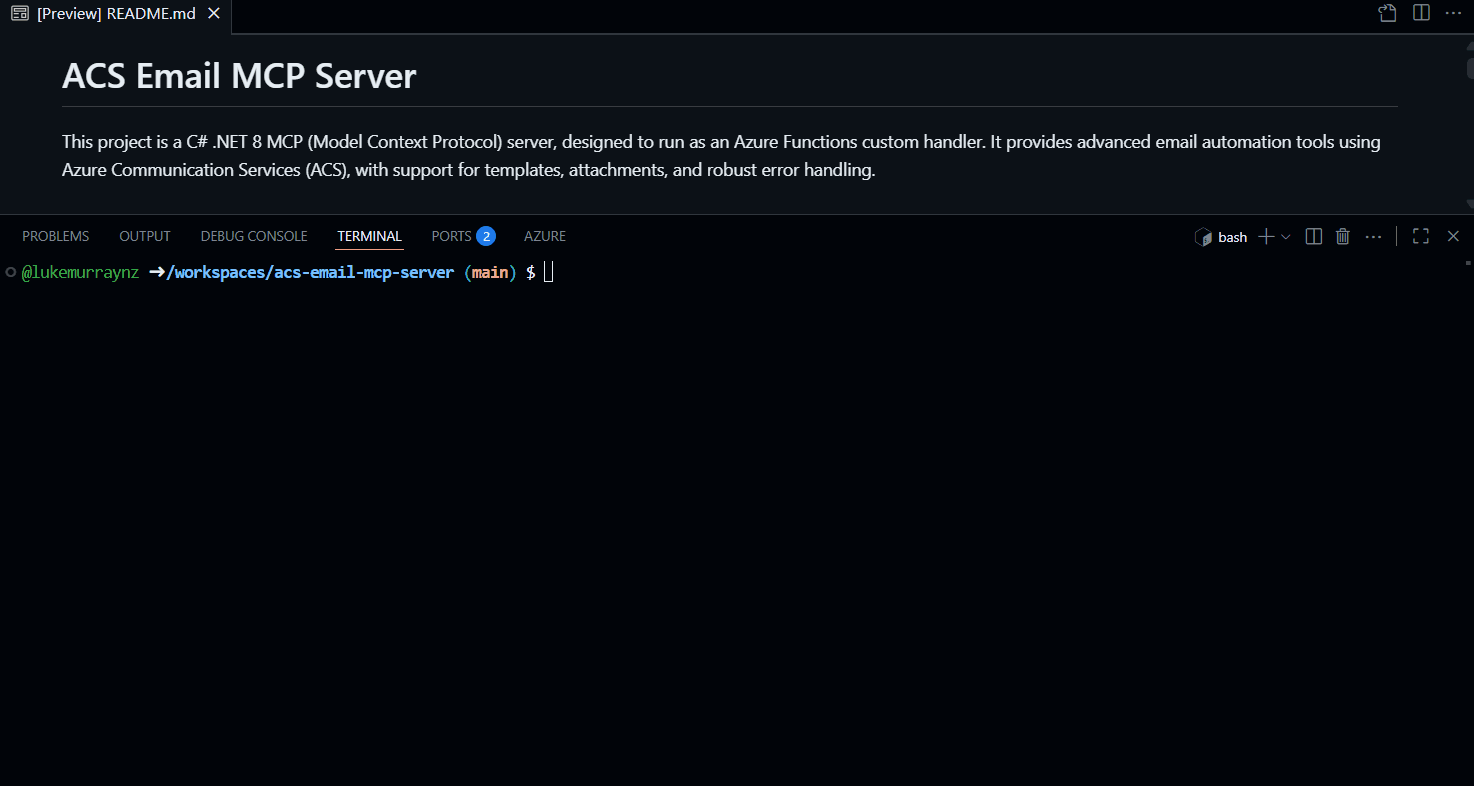 [Preview] README.md
ACS Email MCP Server
This project is a C# .NET 8 MCP (Model Context Protocol) server, designed to run as an Azure Functions custom handler. It provides advanced email automation tools using
Azure Communication Services (ACS), with support for templates, attachments, and robust error handling.
PROBLEMS OUTPUT DEBUG CONSOLE TERMINAL PORTS 2 AZURE bash
@lukemurraynz ➜/workspaces/acs-email-mcp-server (main) $